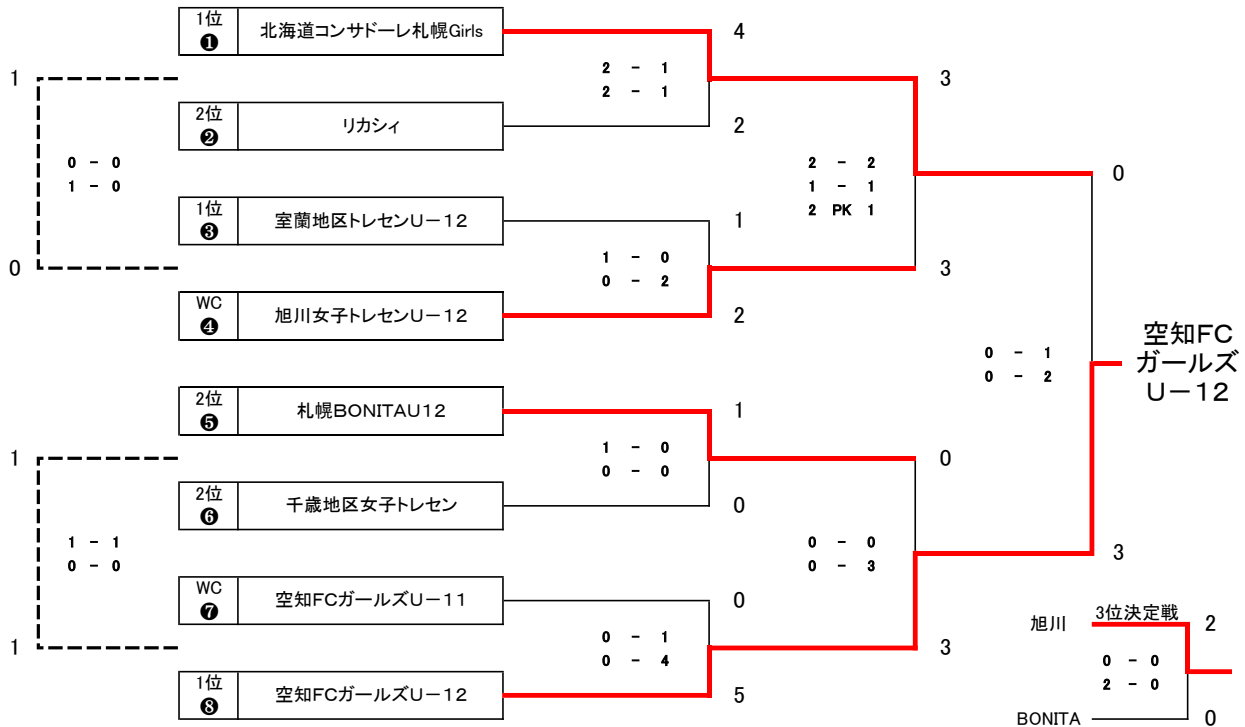 1位
❶
北海道コンサドーレ札幌Girls
4
2 - 1
2 - 1
1
3
2位
❷
リカシィ
2
0 - 0
1 - 0
2 - 2
1 - 1
2 PK 1
0
1位
❸
室蘭地区トレセンU-12
1
1 - 0
0 - 2
0
3
WC
❹
旭川女子トレセンU-12
2
0 - 1
0 - 2
空知FC
ガールズ
U-12
2位
❺
札幌BONITAU12
1
1 - 0
0 - 0
1
0
2位
❻
千歳地区女子トレセン
0
1 - 1
0 - 0
0 - 0
0 - 3
3
WC
❼
空知FCガールズU-11
0
0 - 1
0 - 4
1
3
1位
❽
空知FCガールズU-12
5
3位決定戦
旭川
2
0 - 0
2 - 0
BONITA
0